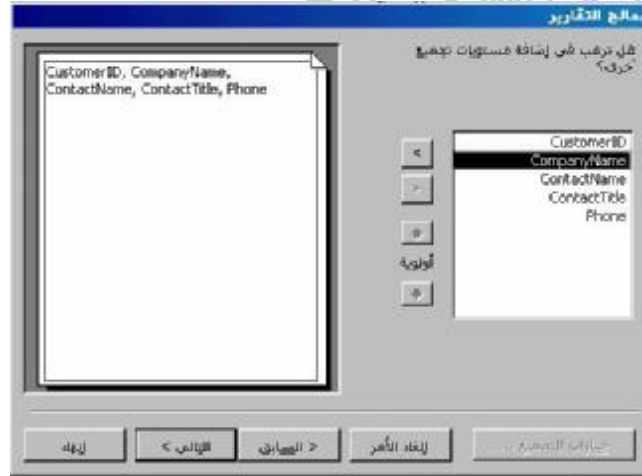 معالج التقارير
هل ترغب في إضافة مستويات تجميع
أخرى؟
CustomerID
CompanyName
ContactName
ContactTitle
Phone
CustomerID, CompanyName,
ContactName, ContactTitle, Phone
أولوية
خيارات التجميع ..
إلغاء الأمر
< السابق
التالي >
إنهاء